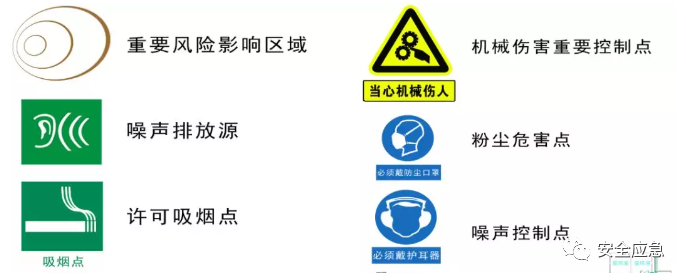 重要风险影响区域
机械伤害重要控制点
当心机械伤人
噪声排放源
粉尘危害点
必须戴防尘口罩
许可吸烟点
噪声控制点
吸烟点
必须戴护耳器
安全应急